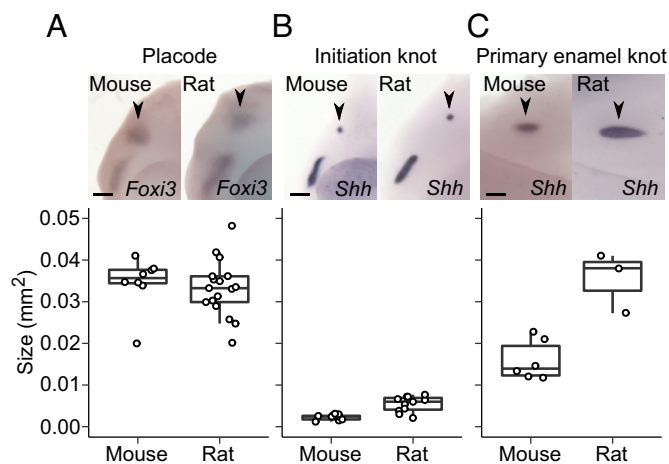 A B C
Placode Initiation knot Primary enamel knot
Mouse Rat Mouse Rat Mouse Rat
Foxi3 Foxi3 Shh Shh Shh Shh
Size (mm²)
0.05
0.04
0.03
0.02
0.01
0.00
Mouse Rat Mouse Rat Mouse Rat